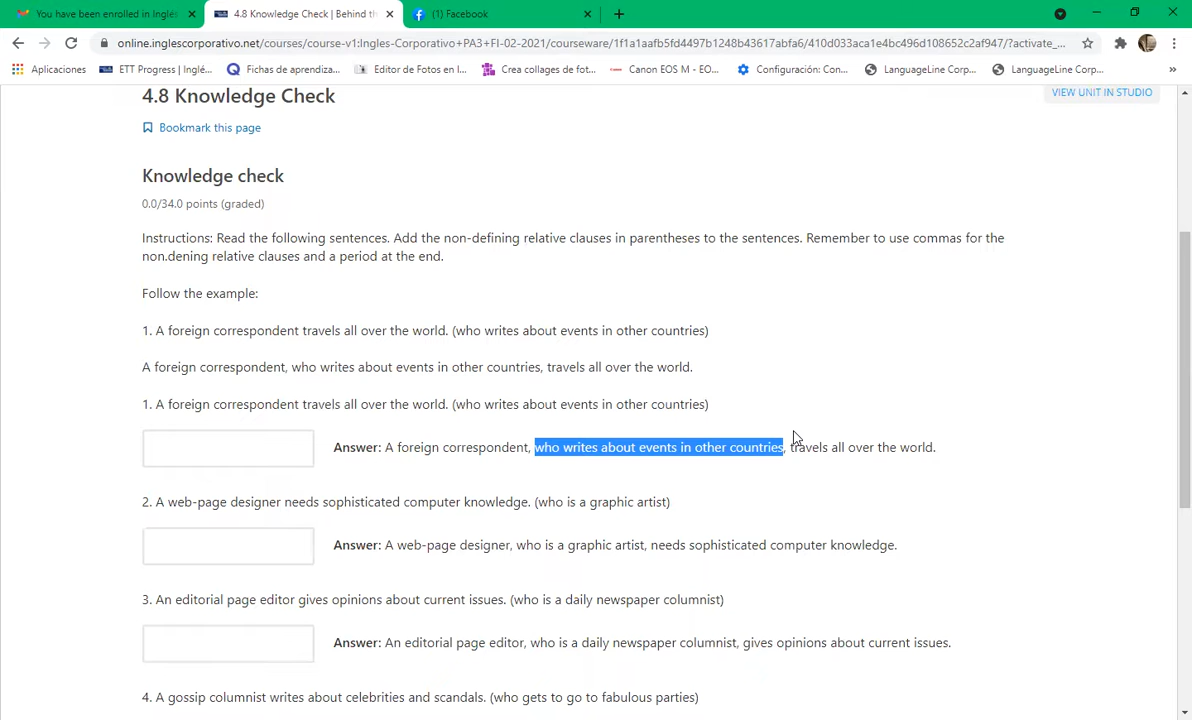 You have been enrolled in Inglés
4.8 Knowledge Check | Behind th
(1) Facebook
online.inglescorporativo.net/courses/course-v1:Ingles-Corporativo+PA3+FI-02-2021/courseware/1f1a1aafb5fd4497b1248b43617abfa6/410d033aca1e4bc496d108652c2af947/?activate_...
Aplicaciones
ETT Progress | Inglé...
Fichas de aprendiza...
Editor de Fotos en l...
Crea collages de fot...
Canon EOS M - EO...
Configuración: Con...
LanguageLine Corp...
LanguageLine Corp...
»
4.8 Knowledge Check
VIEW UNIT IN STUDIO
Bookmark this page
Knowledge check
0.0/34.0 points (graded)
Instructions: Read the following sentences. Add the non-defining relative clauses in parentheses to the sentences. Remember to use commas for the
non.dening relative clauses and a period at the end.
Follow the example:
1. A foreign correspondent travels all over the world. (who writes about events in other countries)
A foreign correspondent, who writes about events in other countries, travels all over the world.
1. A foreign correspondent travels all over the world. (who writes about events in other countries)
Answer: A foreign correspondent, who writes about events in other countries, travels all over the world.
2. A web-page designer needs sophisticated computer knowledge. (who is a graphic artist)
Answer: A web-page designer, who is a graphic artist, needs sophisticated computer knowledge.
3. An editorial page editor gives opinions about current issues. (who is a daily newspaper columnist)
Answer: An editorial page editor, who is a daily newspaper columnist, gives opinions about current issues.
4. A gossip columnist writes about celebrities and scandals. (who gets to go to fabulous parties)